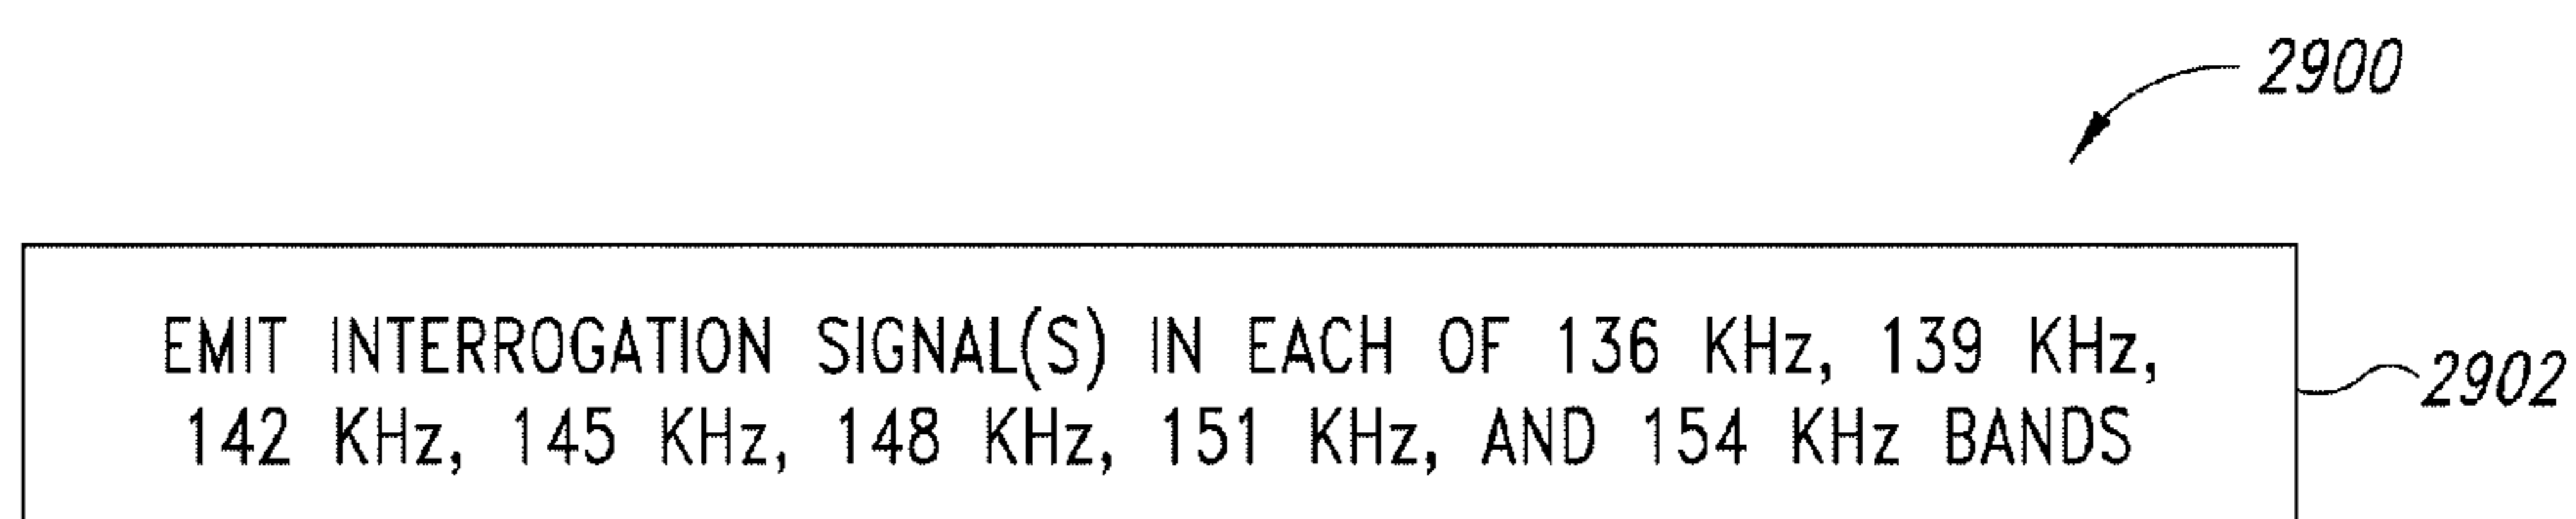 2900
EMIT INTERROGATION SIGNAL(S) IN EACH OF 136 KHz, 139 KHz,
142 KHz, 145 KHz, 148 KHz, 151 KHz, AND 154 KHz BANDS
2902